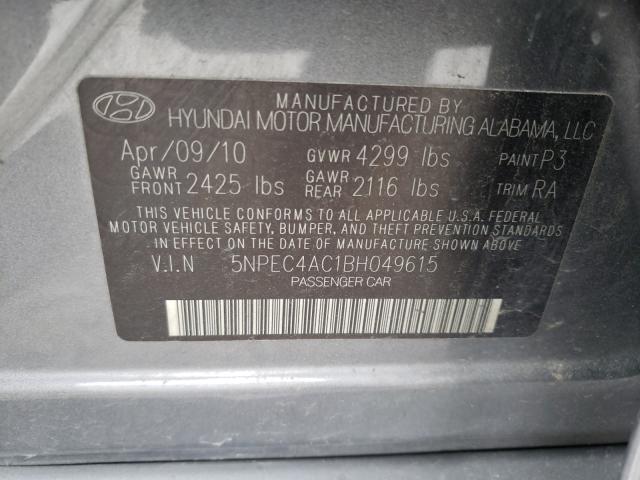 MANUFACTURED BY
HYUNDAI MOTOR MANUFACTURING ALABAMA, LLC
Apr/09/10 GVWR 4299 lbs PAINT P3
GAWR FRONT 2425 lbs GAWR REAR 2116 lbs TRIM RA
THIS VEHICLE CONFORMS TO ALL APPLICABLE U.S.A. FEDERAL
MOTOR VEHICLE SAFETY, BUMPER, AND THEFT PREVENTION
STANDARDS IN EFFECT ON THE DATE OF MANUFACTURE SHOWN ABOVE
V.I.N 5NPEC4AC1BH049615
PASSENGER CAR